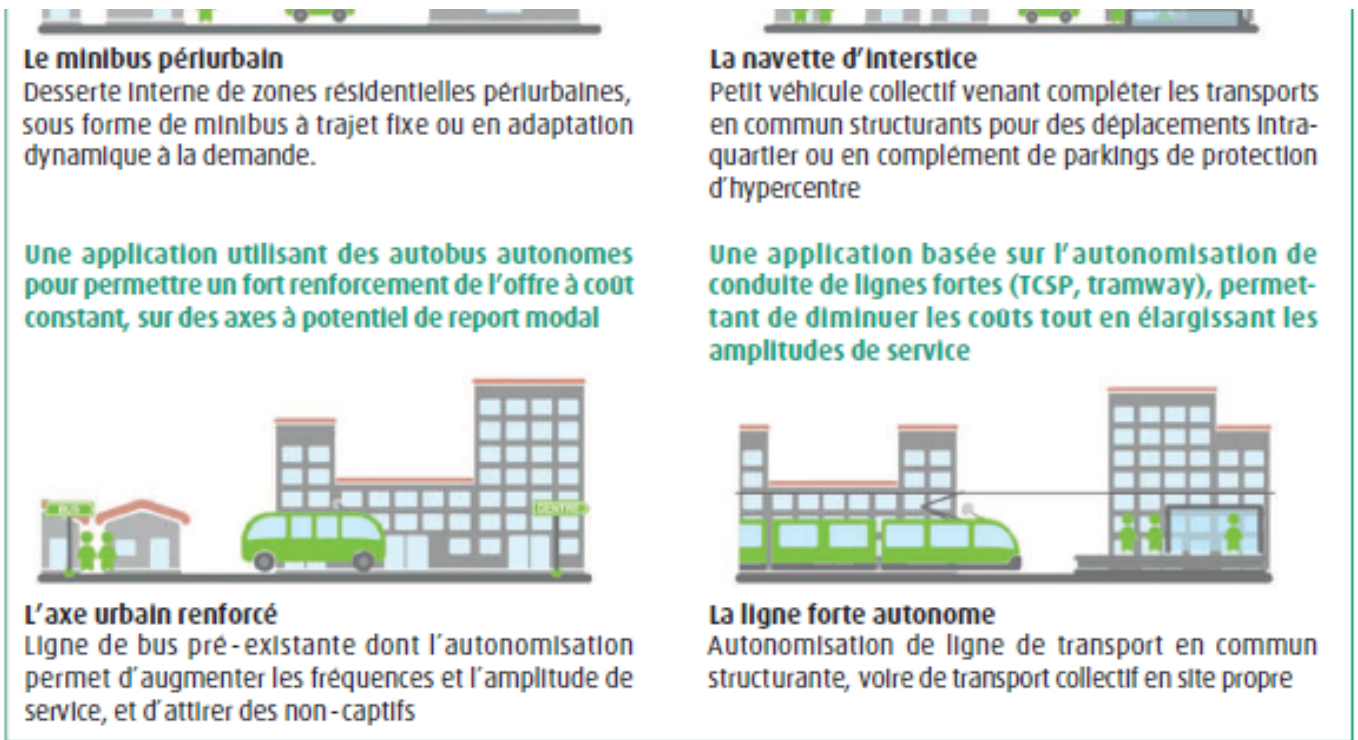 Le minibus périurbain
Desserte interne de zones résidentielles périurbaines,
sous forme de minibus à trajet fixe ou en adaptation
dynamique à la demande.
La navette d'interstice
Petit véhicule collectif venant compléter les transports
en commun structurants pour des déplacements intra-
quartier ou en complément de parkings de protection
d'hypercentre
Une application utilisant des autobus autonomes
pour permettre un fort renforcement de l'offre à coût
constant, sur des axes à potentiel de report modal
Une application basée sur l'autonomisation de
conduite de lignes fortes (TCSP, tramway), permet-
tant de diminuer les coûts tout en élargissant les
amplitudes de service
BUS
CENTRE
L'axe urbain renforcé
Ligne de bus pré-existante dont l'autonomisation
permet d'augmenter les fréquences et l'amplitude de
service, et d'attirer des non-captifs
La ligne forte autonome
Autonomisation de ligne de transport en commun
structurante, voire de transport collectif en site propre